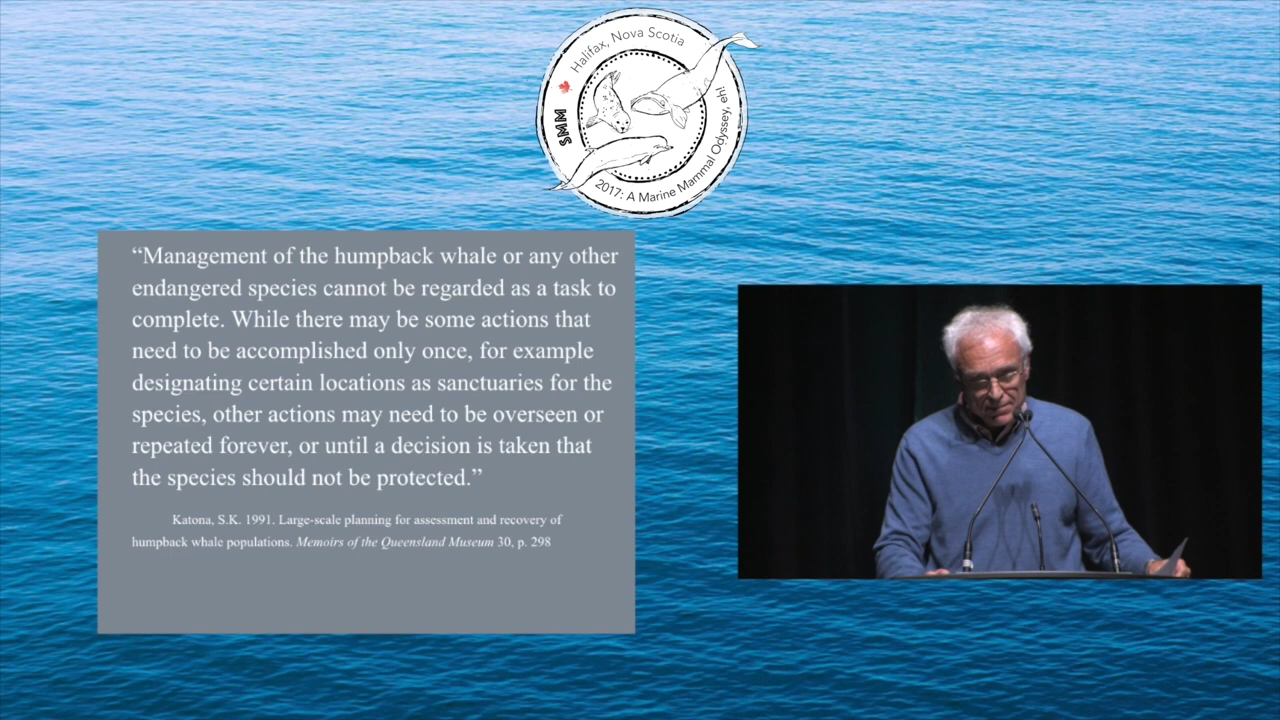 Halifax, Nova Scotia
SMM
2017: A Marine Mammal Odyssey, eh!
“Management of the humpback whale or any other
endangered species cannot be regarded as a task to
complete. While there may be some actions that
need to be accomplished only once, for example
designating certain locations as sanctuaries for the
species, other actions may need to be overseen or
repeated forever, or until a decision is taken that
the species should not be protected.”
Katona, S.K. 1991. Large-scale planning for assessment and recovery of
humpback whale populations. Memoirs of the Queensland Museum 30, p. 298